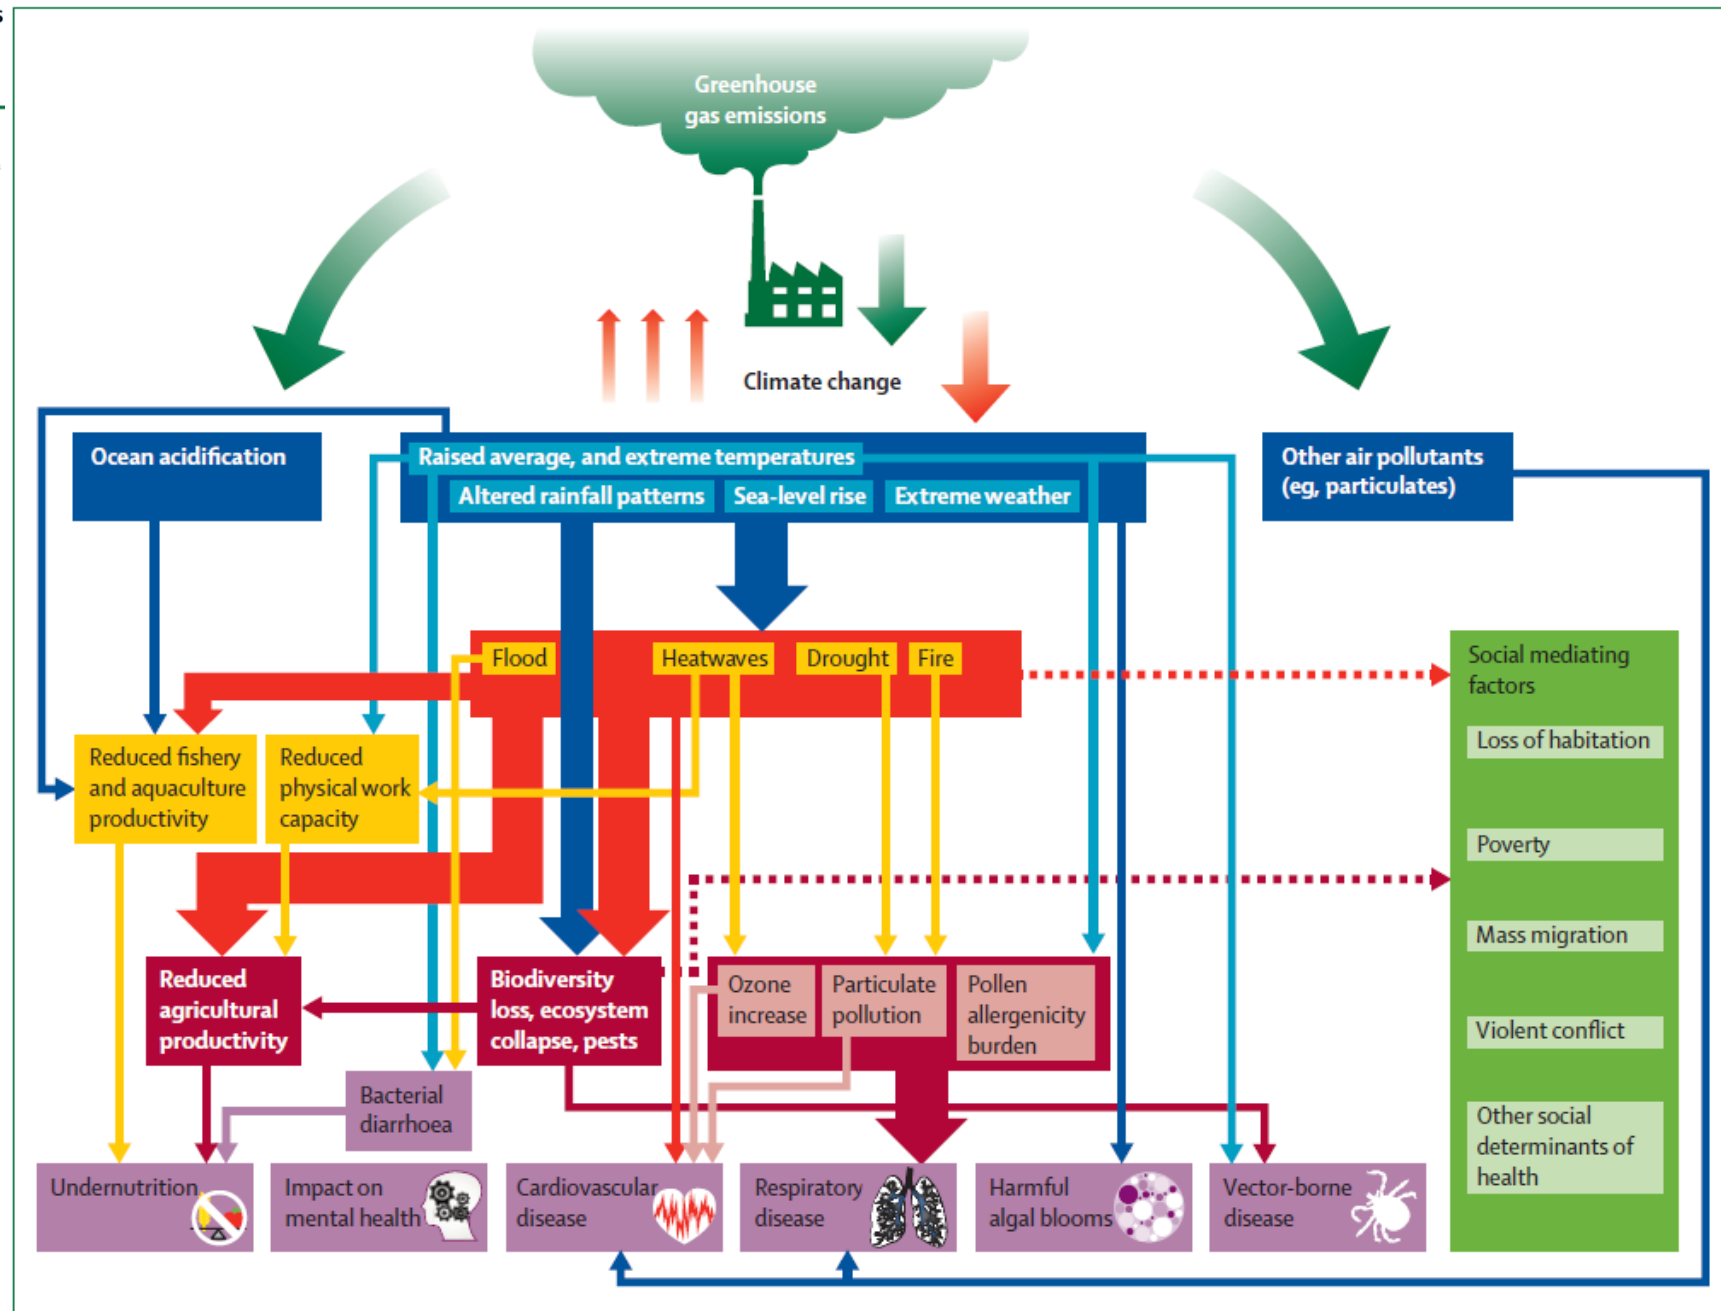 s
Greenhouse
gas emissions
Climate change
Ocean acidification
Raised average, and extreme temperatures
Altered rainfall patterns
Sea-level rise
Extreme weather
Other air pollutants
(eg, particulates)
Flood
Heatwaves
Drought
Fire
Social mediating
factors
Loss of habitation
Poverty
Mass migration
Violent conflict
Other social
determinants of
health
Reduced fishery
and aquaculture
productivity
Reduced
physical work
capacity
Reduced
agricultural
productivity
Biodiversity
loss, ecosystem
collapse, pests
Ozone
increase
Particulate
pollution
Pollen
allergenicity
burden
Bacterial
diarrhoea
Undernutrition
Impact on
mental health
Cardiovascular
disease
Respiratory
disease
Harmful
algal blooms
Vector-borne
disease